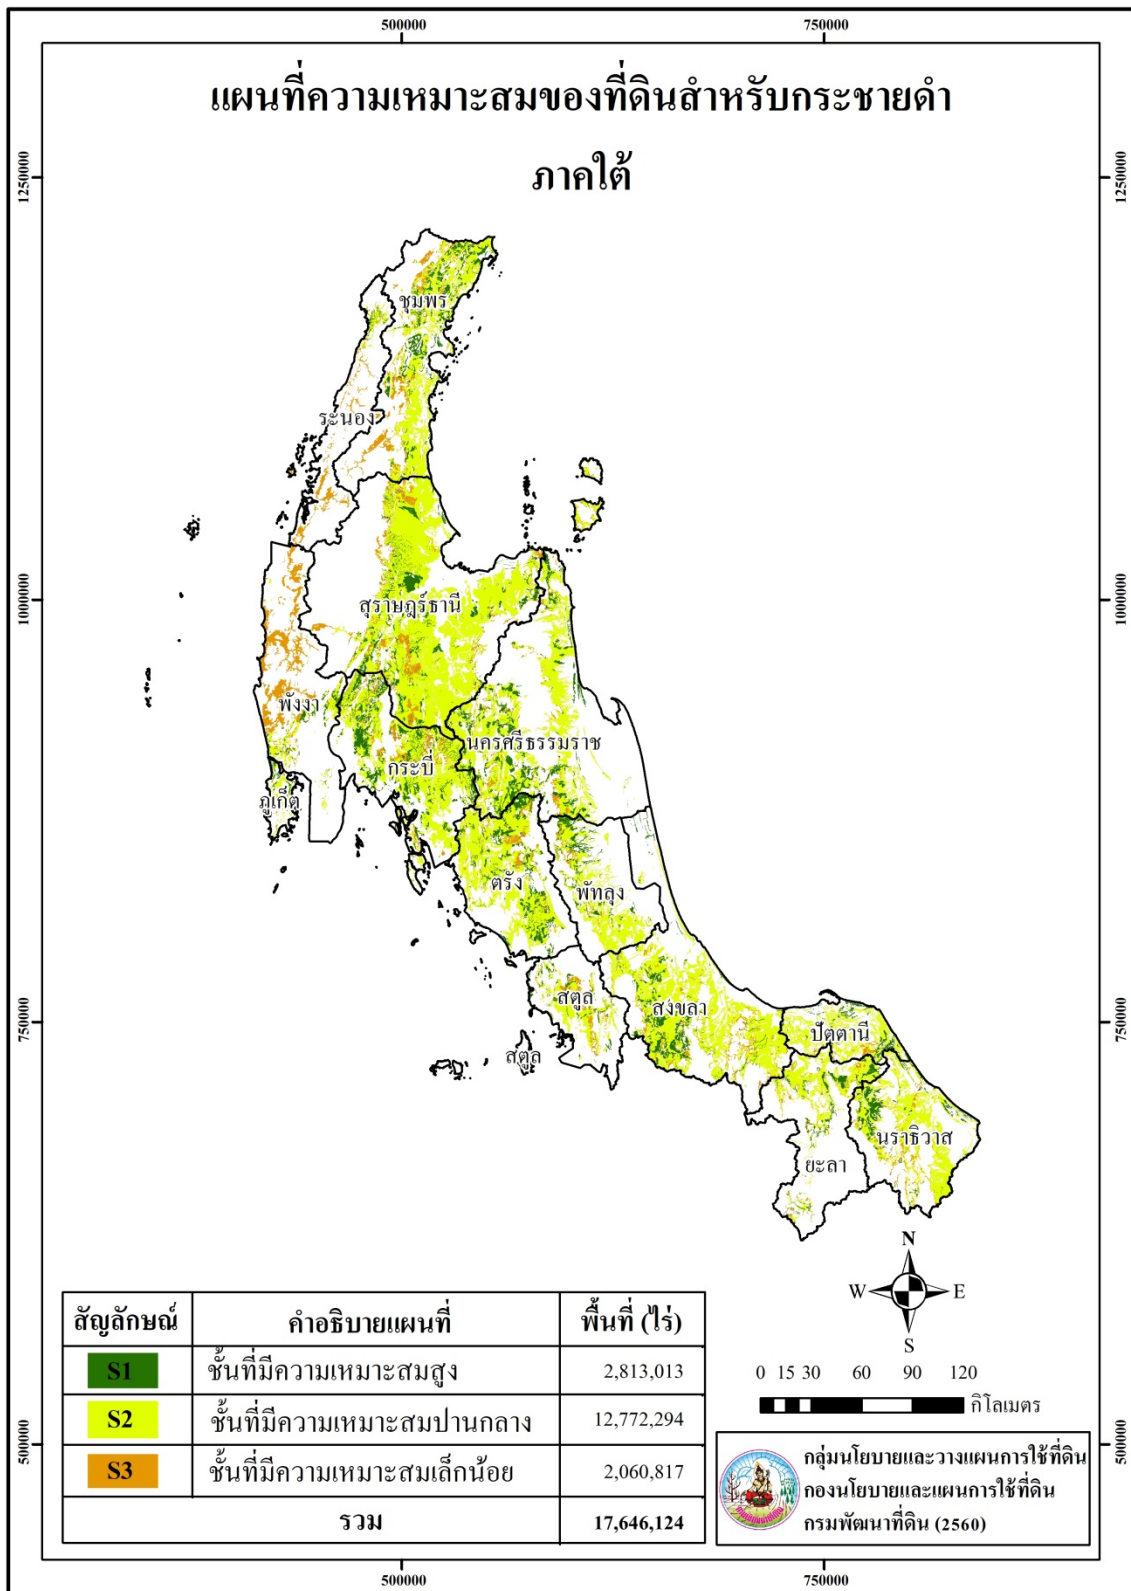 500000 750000
แผนที่ความเหมาะสมของที่ดินสำหรับกระชายดำ
ภาคใต้
1250000 1250000
ชุมพร
ระนอง
1000000 1000000
สุราษฎร์ธานี
พังงา
นครศรีธรรมราช
กระบี่
ภูเก็ต
ตรัง
พัทลุง
สตูล
สงขลา
750000 750000
ปัตตานี
สตูล
นราธิวาส
ยะลา
N
W E
S
สัญลักษณ์ คำอธิบายแผนที่ พื้นที่ (ไร่)
S1 ชั้นที่มีความเหมาะสมสูง 2,813,013
S2 ชั้นที่มีความเหมาะสมปานกลาง 12,772,294
S3 ชั้นที่มีความเหมาะสมเล็กน้อย 2,060,817
รวม 17,646,124
0 15 30 60 90 120
กิโลเมตร
500000 500000
กลุ่มนโยบายและวางแผนการใช้ที่ดิน
กองนโยบายและแผนการใช้ที่ดิน
กรมพัฒนาที่ดิน (2560)
500000 750000